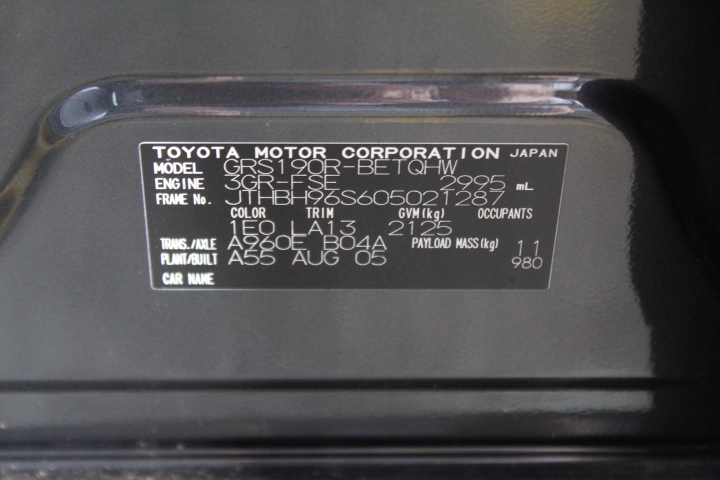 TOYOTA MOTOR CORPORATION JAPAN
MODEL GRS190R-BETQHW
ENGINE 3GR-FSE 2995 mL
FRAME No. JTHBH96S605021287
COLOR TRIM GVM(kg) OCCUPANTS
1E0 LA13 2125
TRANS./AXLE A960E B04A PAYLOAD MASS(kg) 11
PLANT/BUILT A55 AUG 05 980
CAR NAME